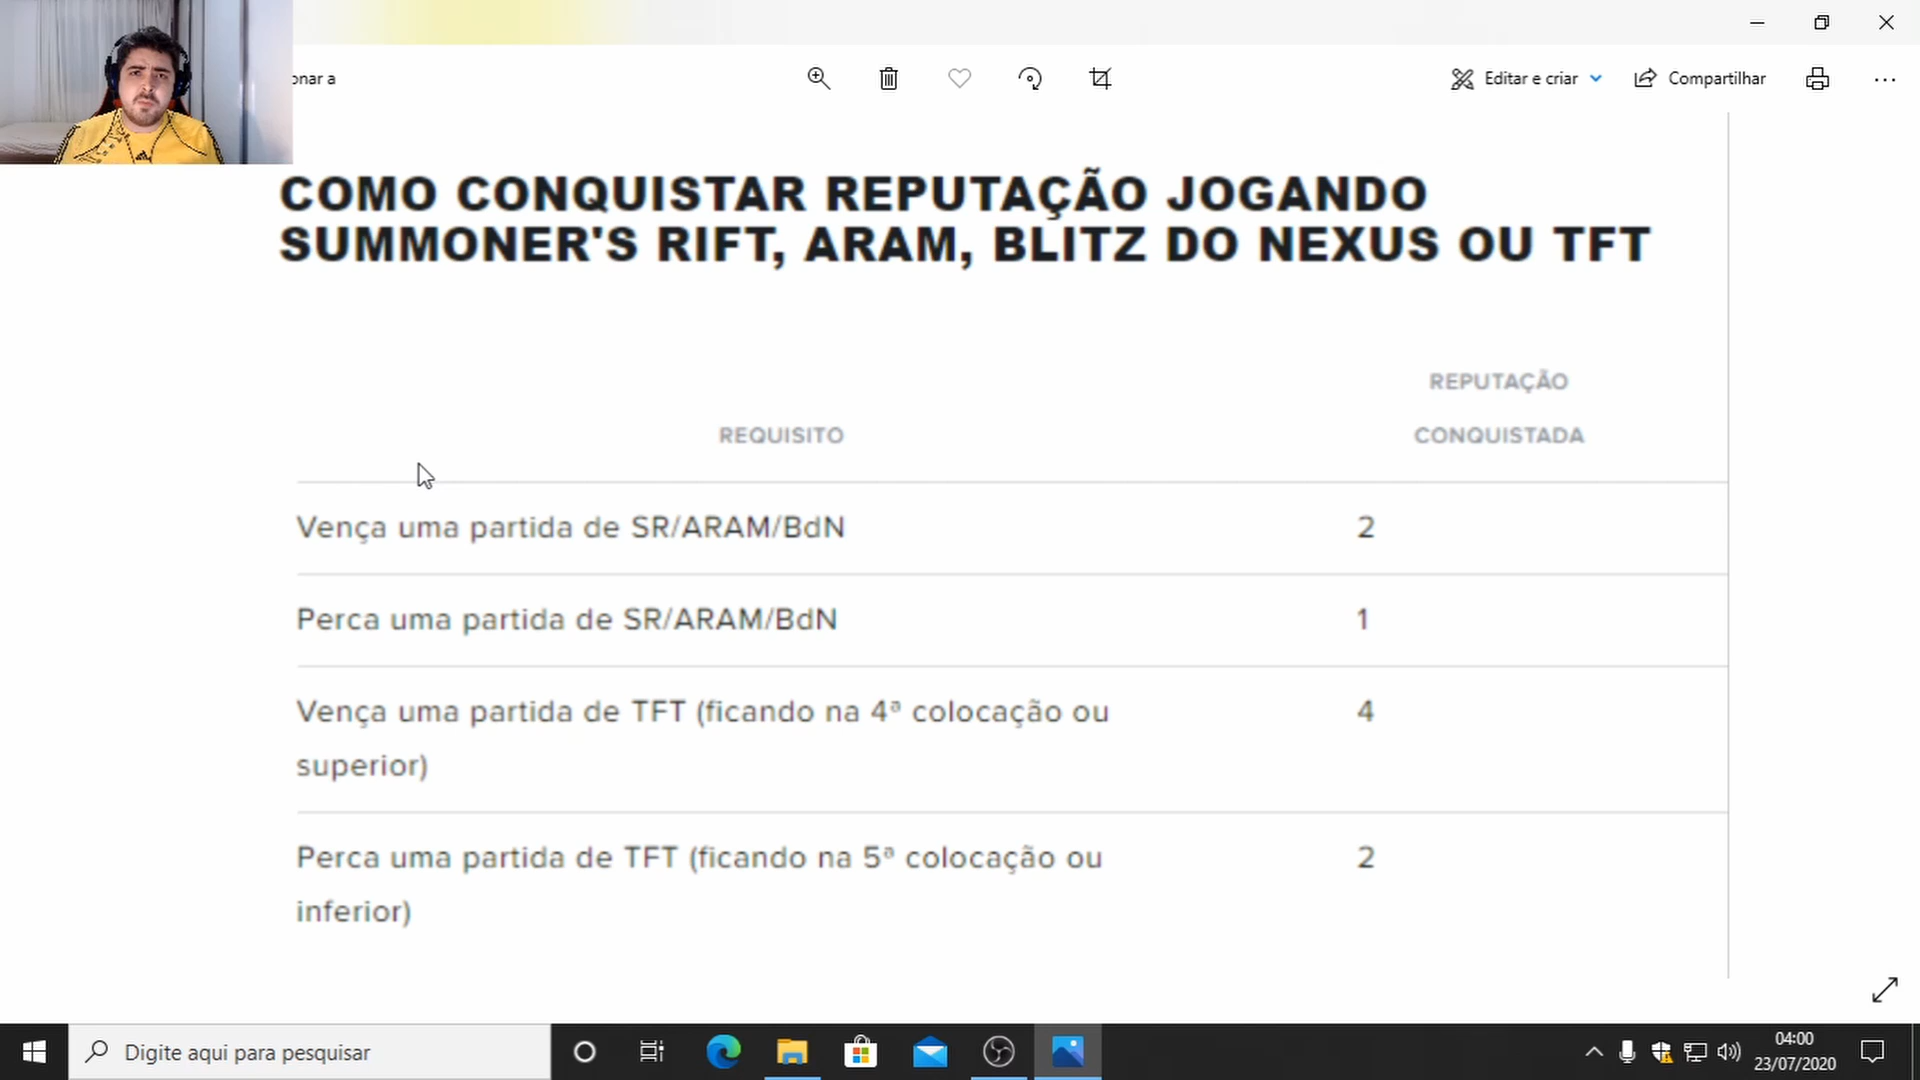 onar a
Editar e criar
Compartilhar
COMO CONQUISTAR REPUTAÇÃO JOGANDO
SUMMONER'S RIFT, ARAM, BLITZ DO NEXUS OU TFT
REPUTAÇÃO
REQUISITO
CONQUISTADA
Vença uma partida de SR/ARAM/BdN
2
Perca uma partida de SR/ARAM/BdN
1
Vença uma partida de TFT (ficando na 4ª colocação ou
superior)
4
Perca uma partida de TFT (ficando na 5ª colocação ou
inferior)
2
Digite aqui para pesquisar
04:00
23/07/2020